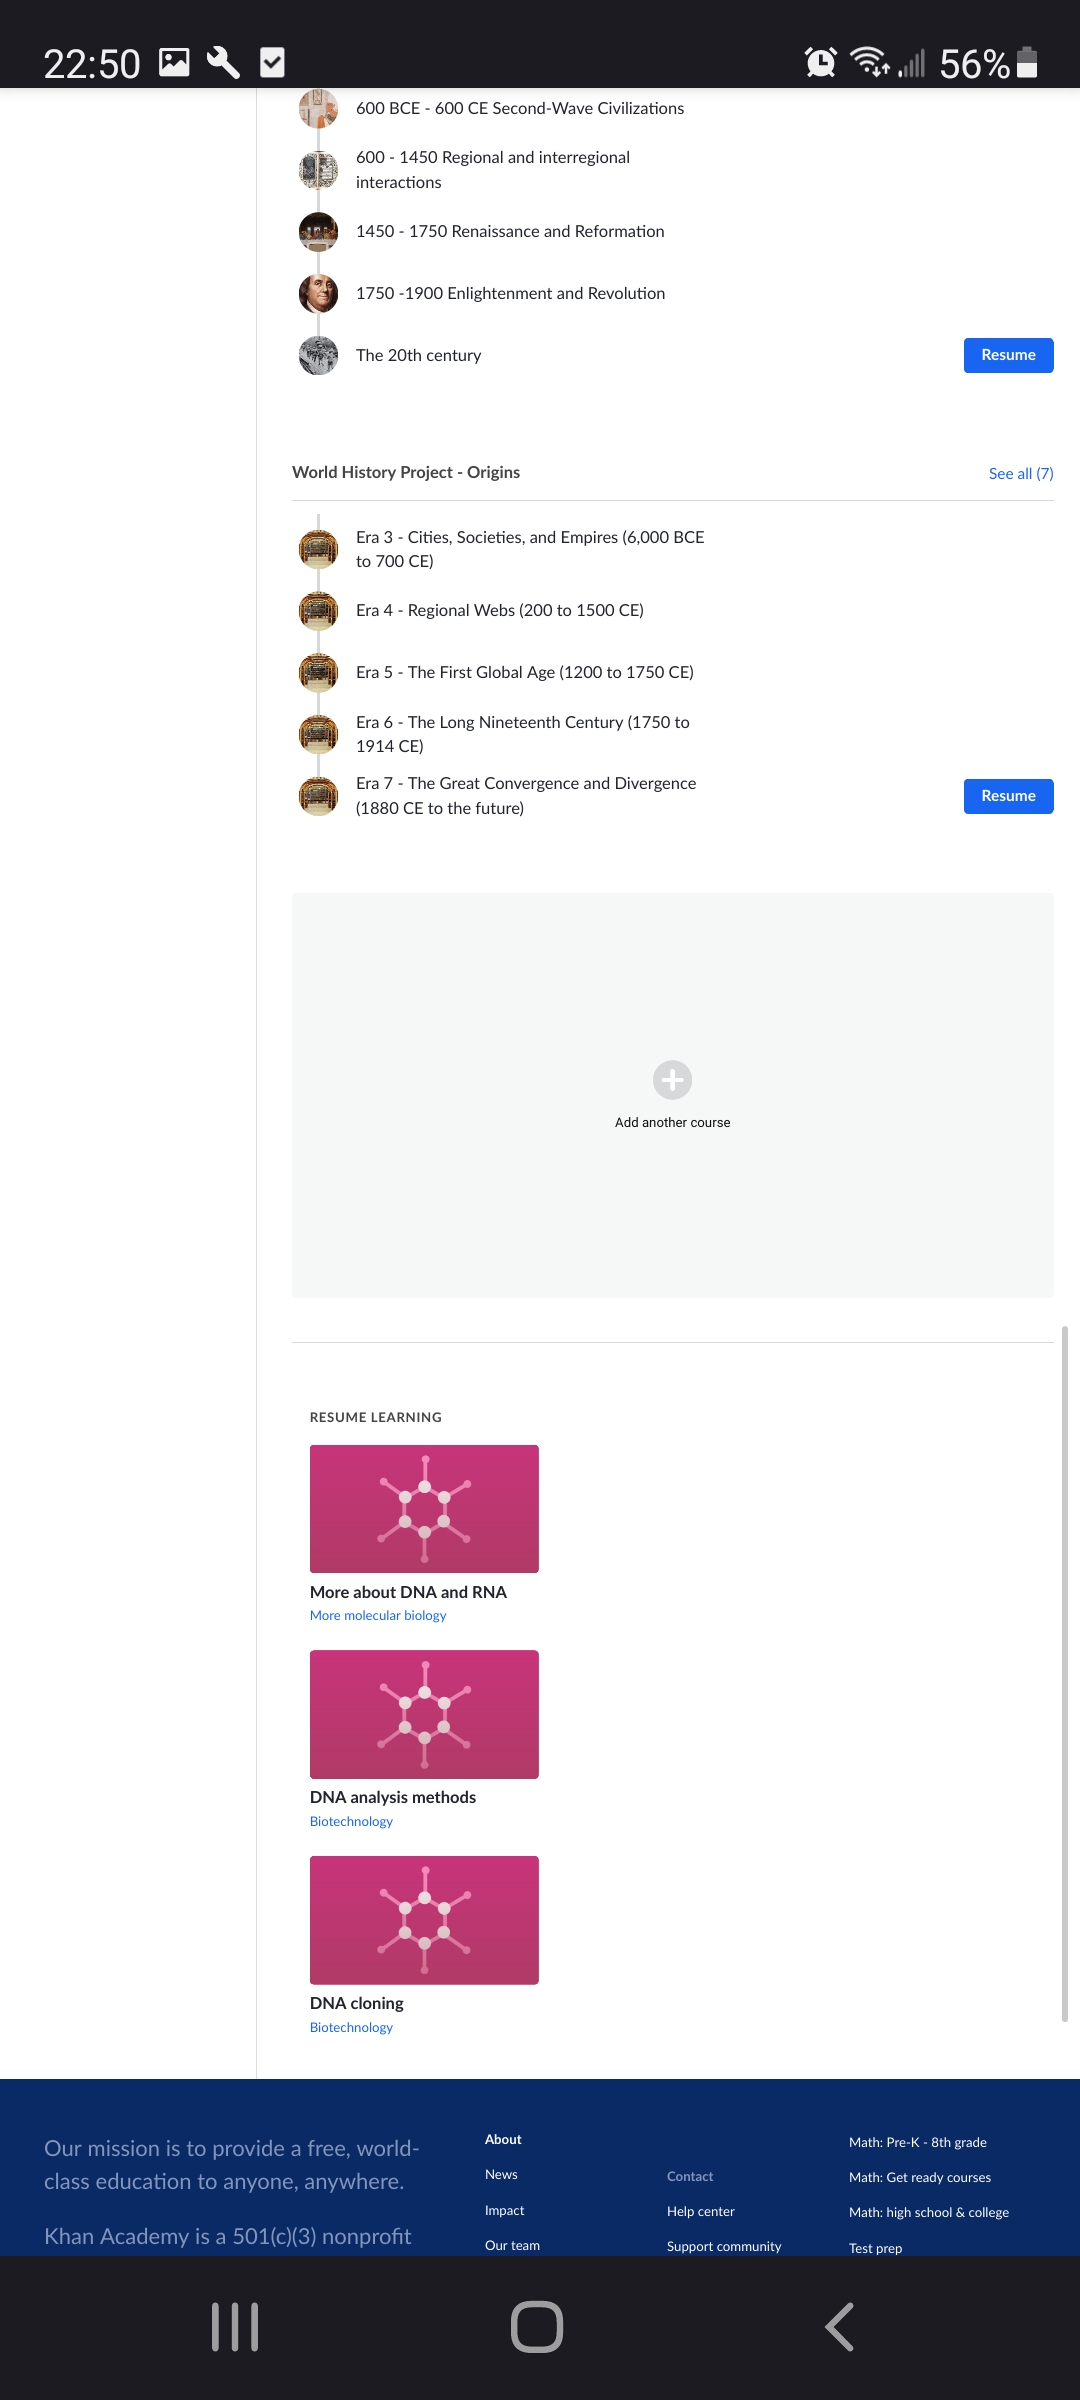 22:50
56%
600 BCE - 600 CE Second-Wave Civilizations
600 - 1450 Regional and interregional
interactions
1450 - 1750 Renaissance and Reformation
1750 -1900 Enlightenment and Revolution
The 20th century
Resume
World History Project - Origins
See all (7)
Era 3 - Cities, Societies, and Empires (6,000 BCE
to 700 CE)
Era 4 - Regional Webs (200 to 1500 CE)
Era 5 - The First Global Age (1200 to 1750 CE)
Era 6 - The Long Nineteenth Century (1750 to
1914 CE)
Era 7 - The Great Convergence and Divergence
(1880 CE to the future)
Resume
Add another course
RESUME LEARNING
More about DNA and RNA
More molecular biology
DNA analysis methods
Biotechnology
DNA cloning
Biotechnology
Our mission is to provide a free, world-
class education to anyone, anywhere.
Khan Academy is a 501(c)(3) nonprofit
About
News
Impact
Our team
Contact
Help center
Support community
Math: Pre-K - 8th grade
Math: Get ready courses
Math: high school & college
Test prep